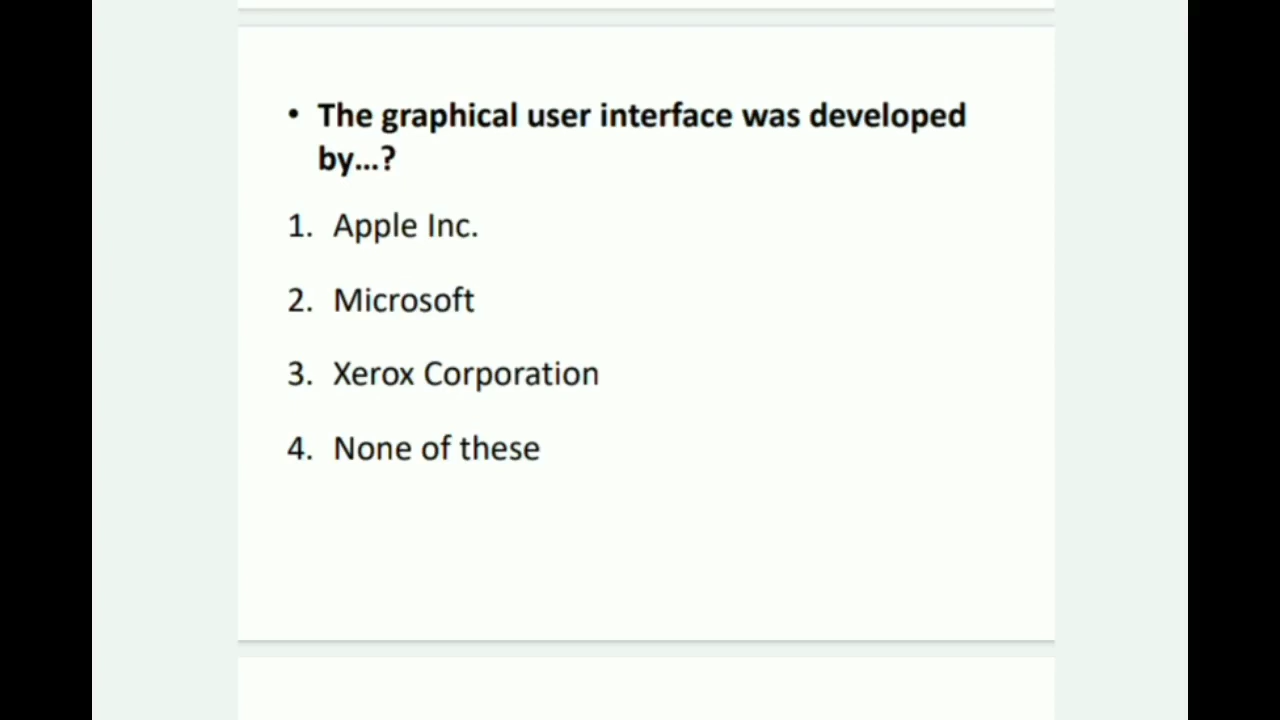 • The graphical user interface was developed
by...?
1. Apple Inc.
2. Microsoft
3. Xerox Corporation
4. None of these